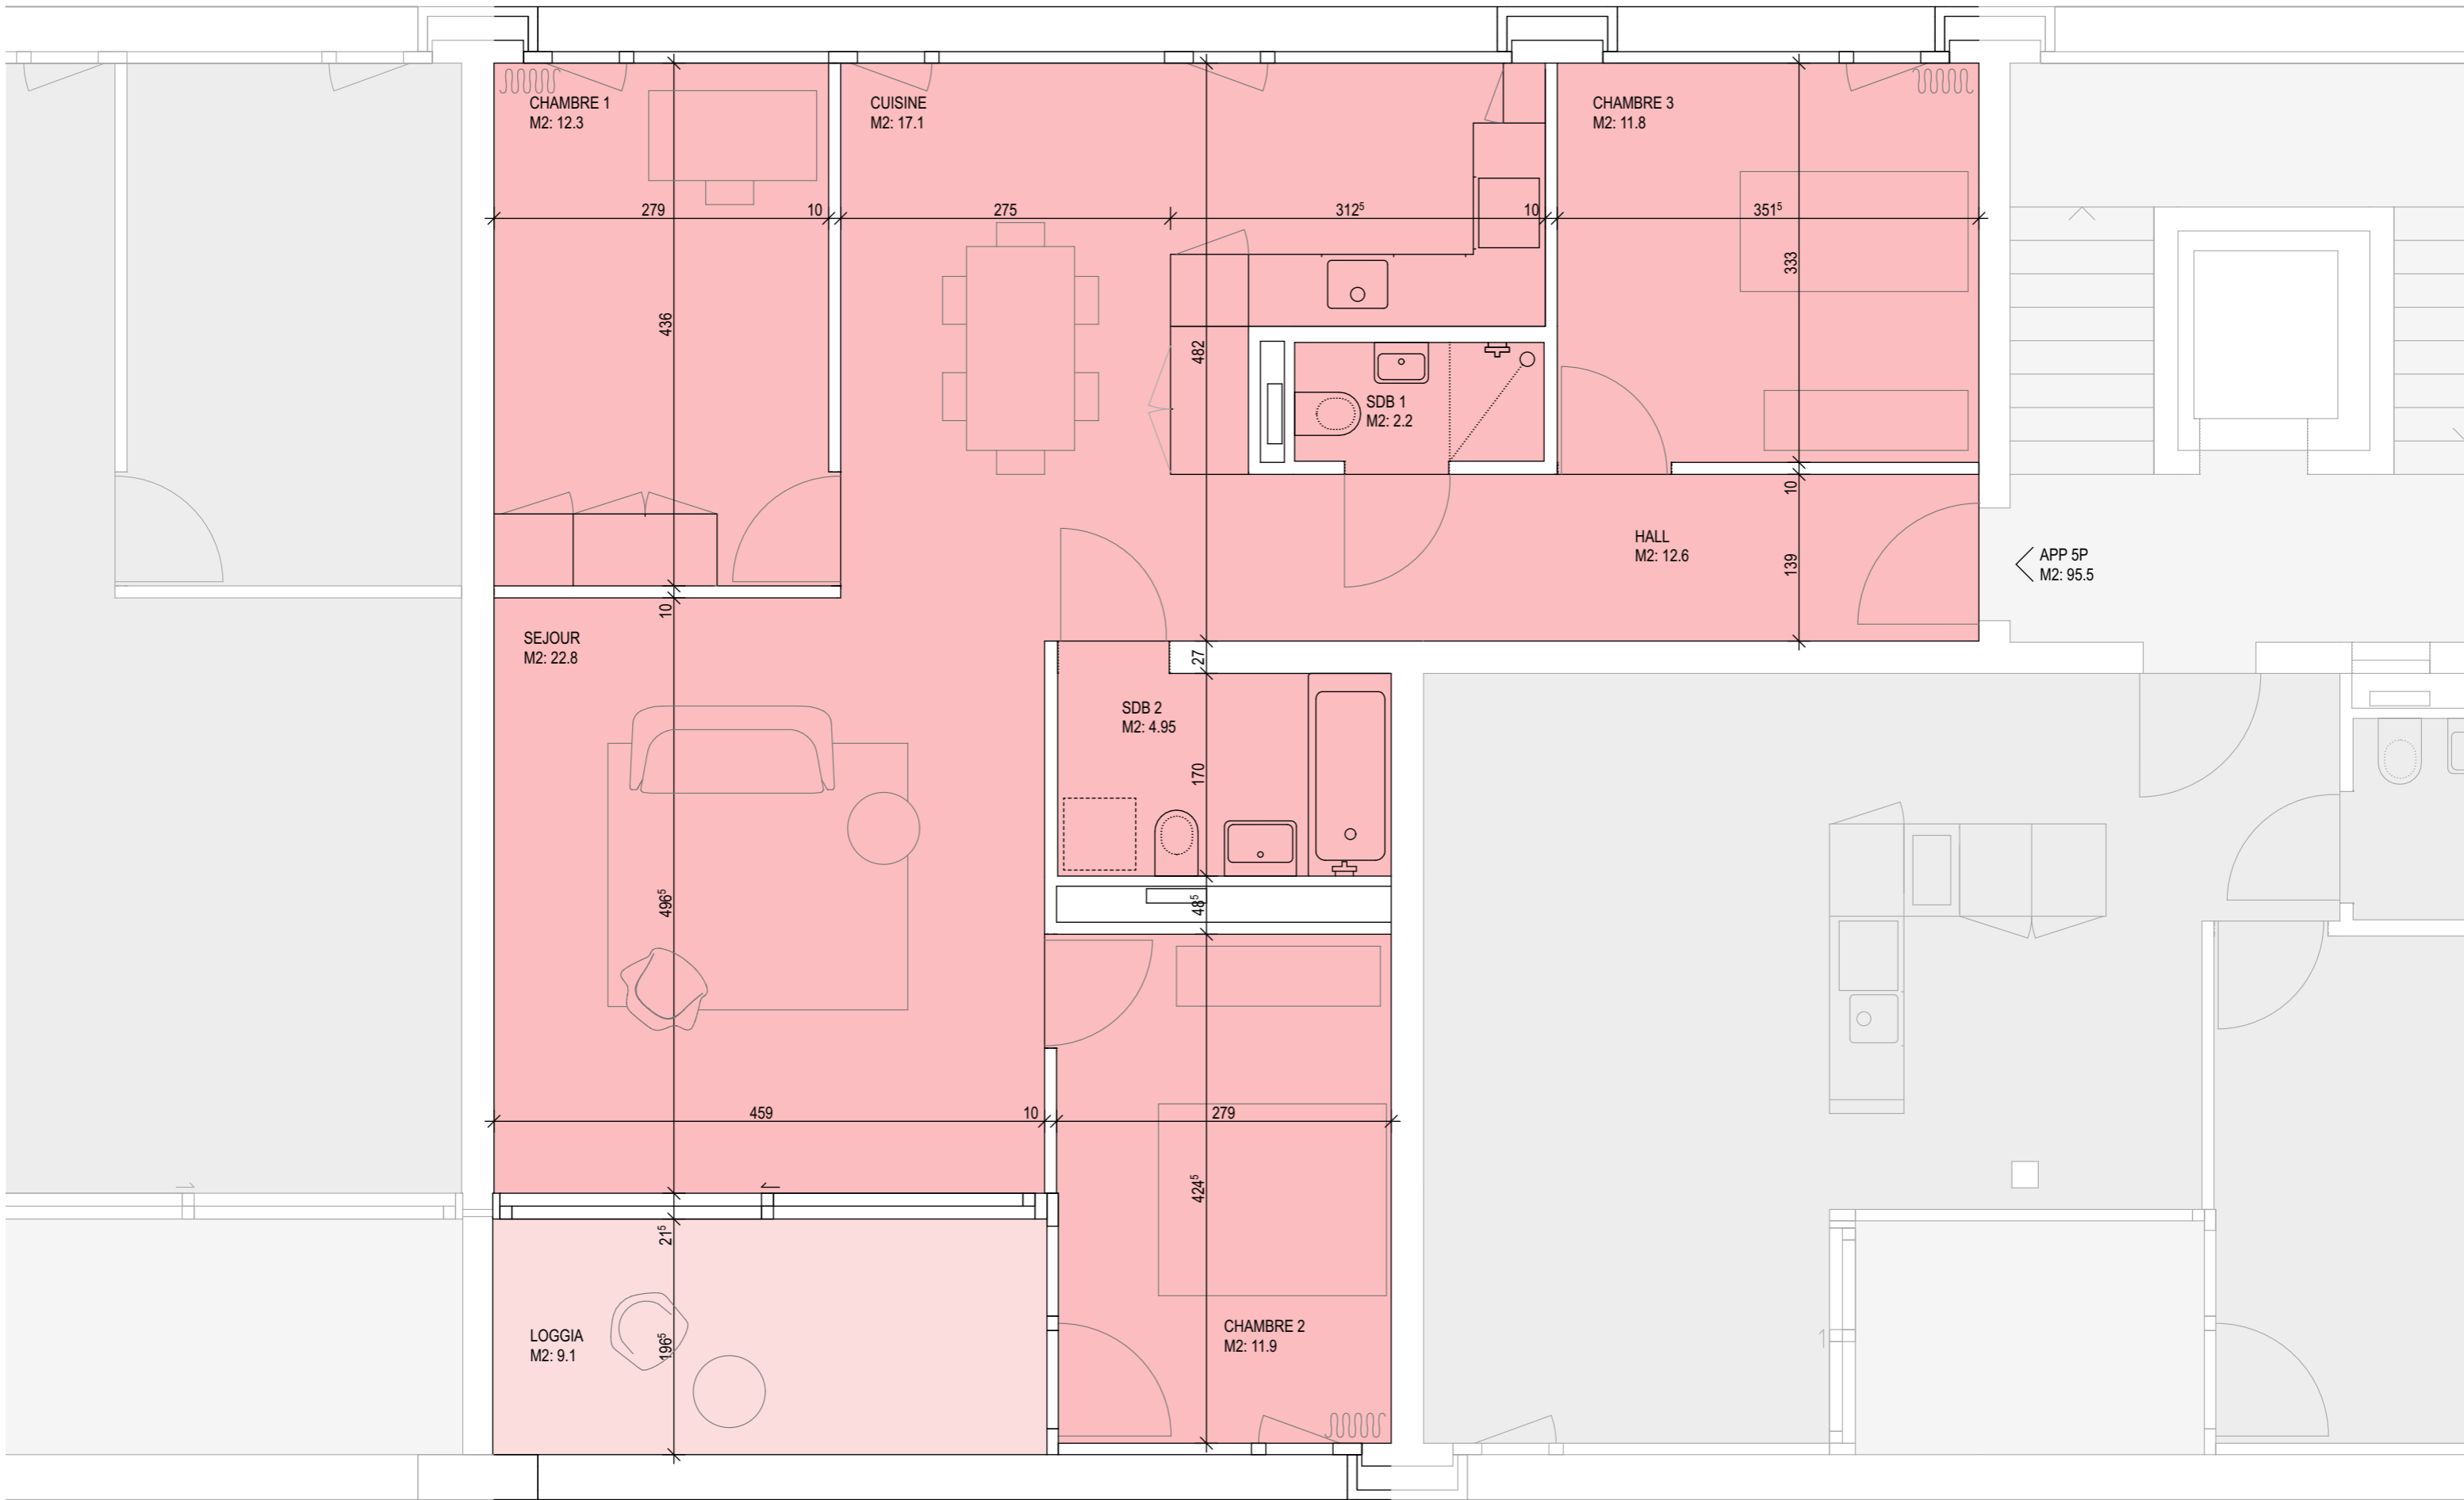 CHAMBRE 1
M2: 12.3
CUISINE
M2: 17.1
CHAMBRE 3
M2: 11.8
279
10
275
312⁵
10
351⁵
436
482
333
SDB 1
M2: 2.2
10
139
HALL
M2: 12.6
APP 5P
M2: 95.5
10
SEJOUR
M2: 22.8
27
SDB 2
M2: 4.95
170
496⁵
48⁵
459
10
279
424⁵
21⁵
196⁵
LOGGIA
M2: 9.1
CHAMBRE 2
M2: 11.9